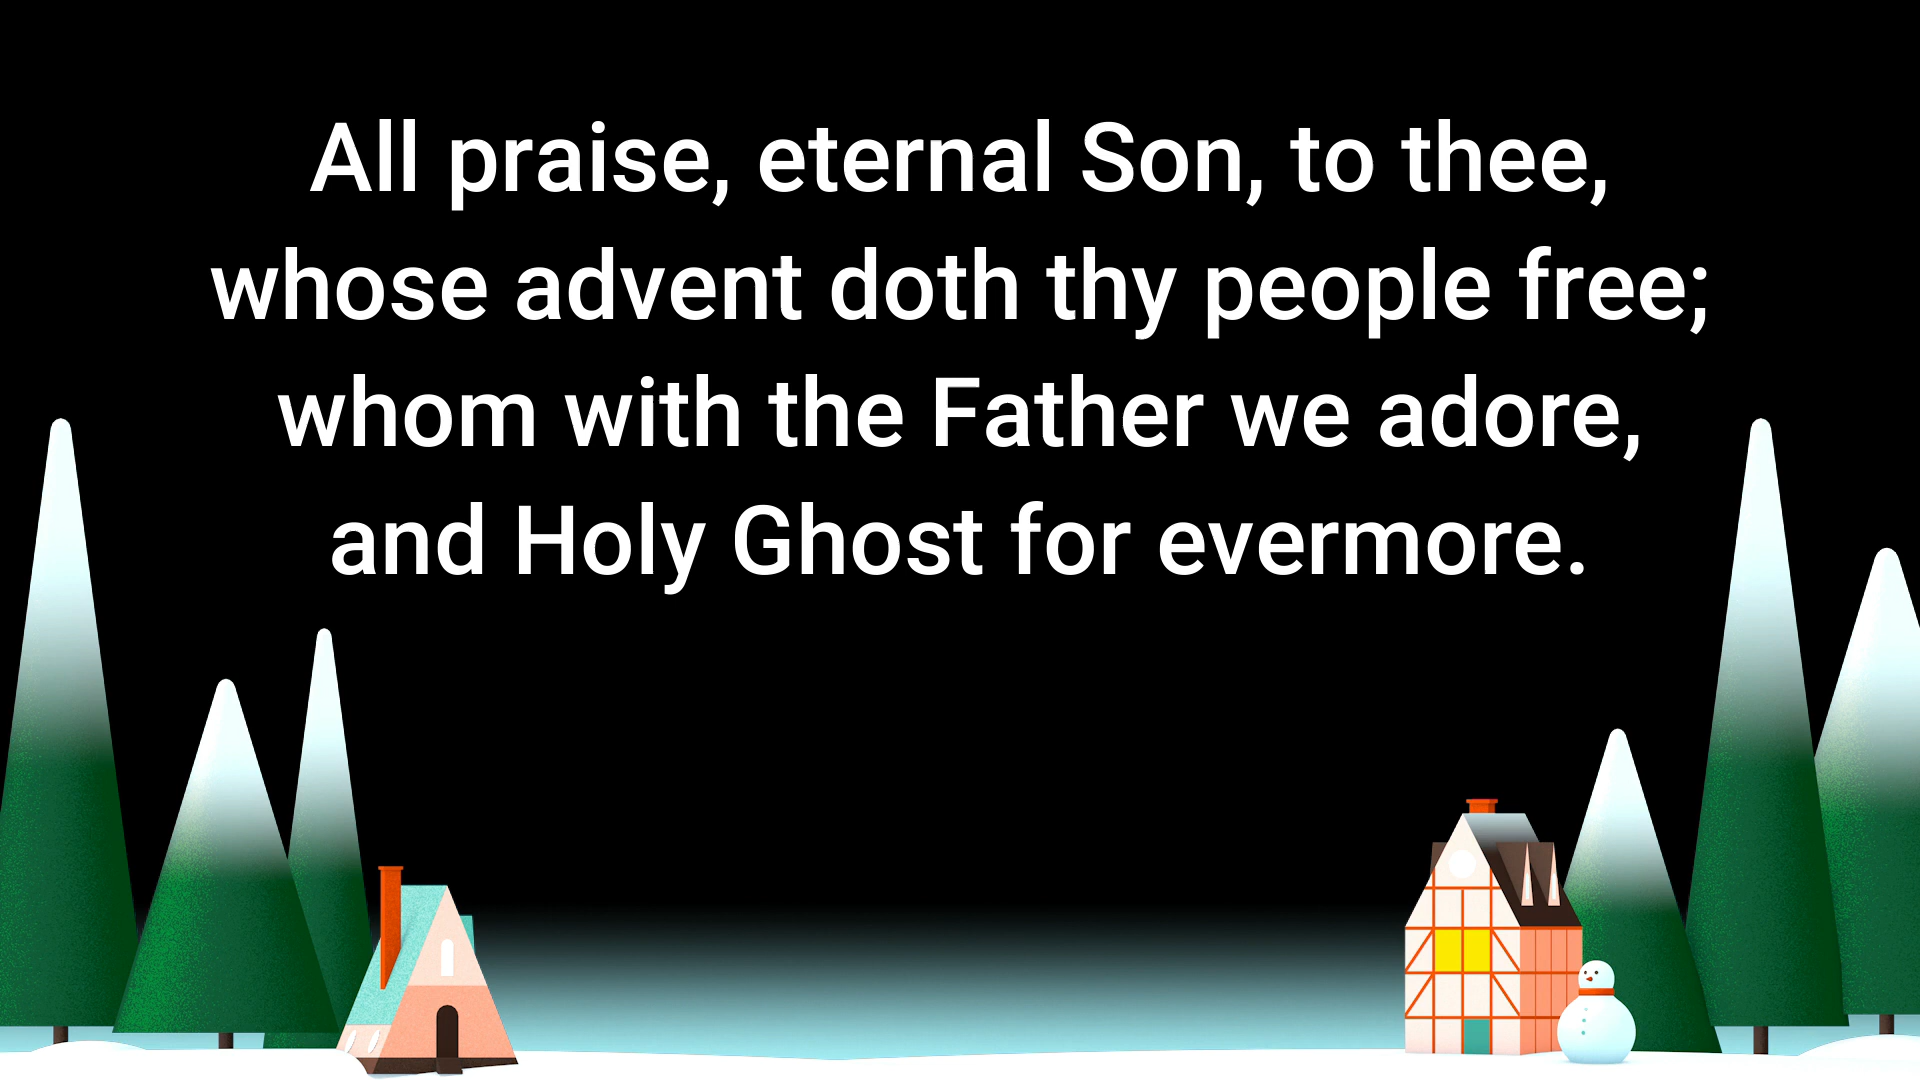 All praise, eternal Son, to thee,
whose advent doth thy people free;
whom with the Father we adore,
and Holy Ghost for evermore.